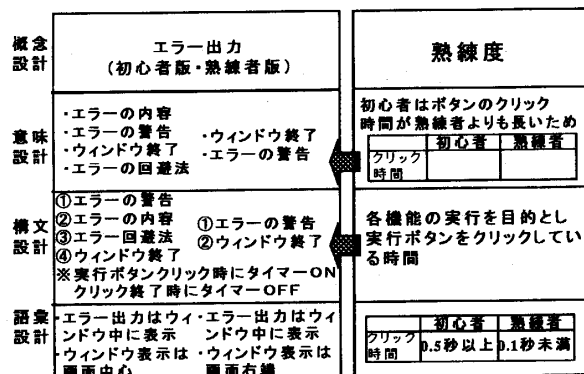 概念設計
エラー出力
(初心者版・熟練者版)
熟練度
意味設計
・エラーの内容
・エラーの警告
・ウィンドウ終了
・エラーの回避法
・ウィンドウ終了
・エラーの警告
初心者はボタンのクリック
時間が熟練者よりも長いため
初心者 熟練者
クリック時間
構文設計
①エラーの警告
②エラーの内容
③エラー回避法
④ウィンドウ終了
①エラーの警告
②ウィンドウ終了
※実行ボタンクリック時にタイマーON
クリック終了時にタイマーOFF
各機能の実行を目的とし
実行ボタンをクリックしてい
る時間
語彙設計
・エラー出力はウィ
ンドウ中に表示
・ウィンドウ表示は
画面中心
・エラー出力はウィ
ンドウ中に表示
・ウィンドウ表示は
画面右端
初心者 熟練者
クリック時間 0.5秒以上 0.1秒未満